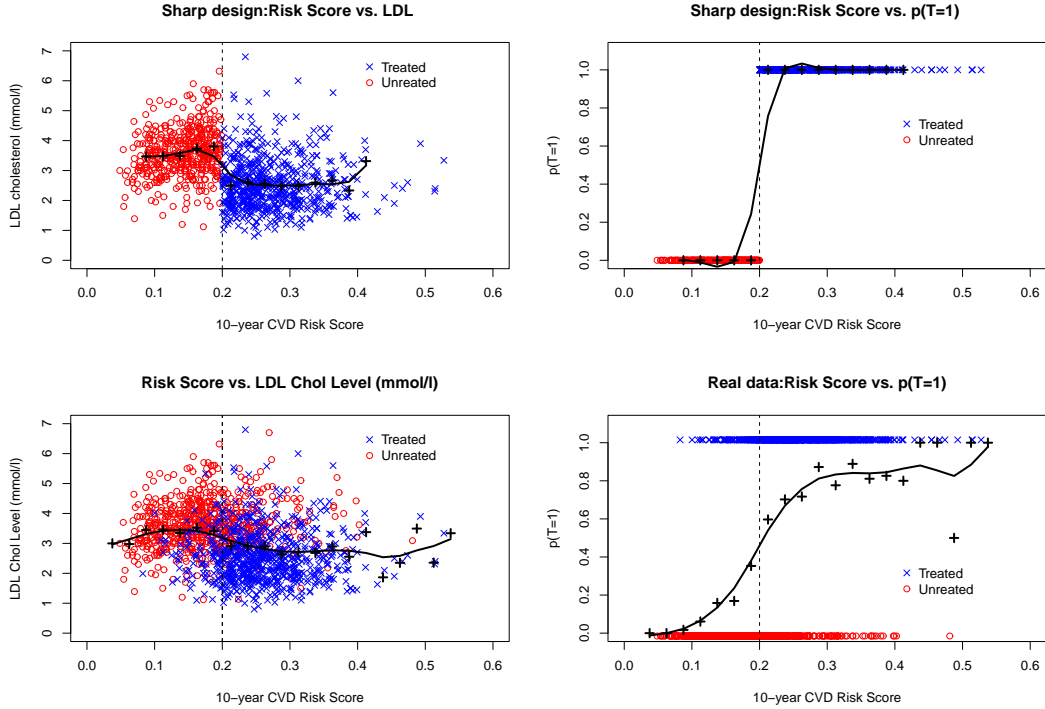 Sharp design:Risk Score vs. LDL
LDL cholesterol (mmol/l)
7
6
5
4
3
2
1
0
Treated
Unreated
0.0 0.1 0.2 0.3 0.4 0.5 0.6
10−year CVD Risk Score
Sharp design:Risk Score vs. p(T=1)
p(T=1)
1.0
0.8
0.6
0.4
0.2
0.0
Treated
Unreated
0.0 0.1 0.2 0.3 0.4 0.5 0.6
10−year CVD Risk Score
Risk Score vs. LDL Chol Level (mmol/l)
LDL Chol Level (mmol/l)
7
6
5
4
3
2
1
0
Treated
Unreated
0.0 0.1 0.2 0.3 0.4 0.5 0.6
10−year CVD Risk Score
Real data:Risk Score vs. p(T=1)
p(T=1)
1.0
0.8
0.6
0.4
0.2
0.0
Treated
Unreated
0.0 0.1 0.2 0.3 0.4 0.5 0.6
10−year CVD Risk Score